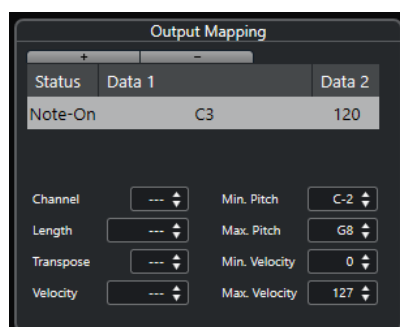 Output Mapping
+ −
Status Data 1 Data 2
Note-On C3 120
Channel --- Min. Pitch C-2
Length --- Max. Pitch G8
Transpose --- Min. Velocity 0
Velocity --- Max. Velocity 127